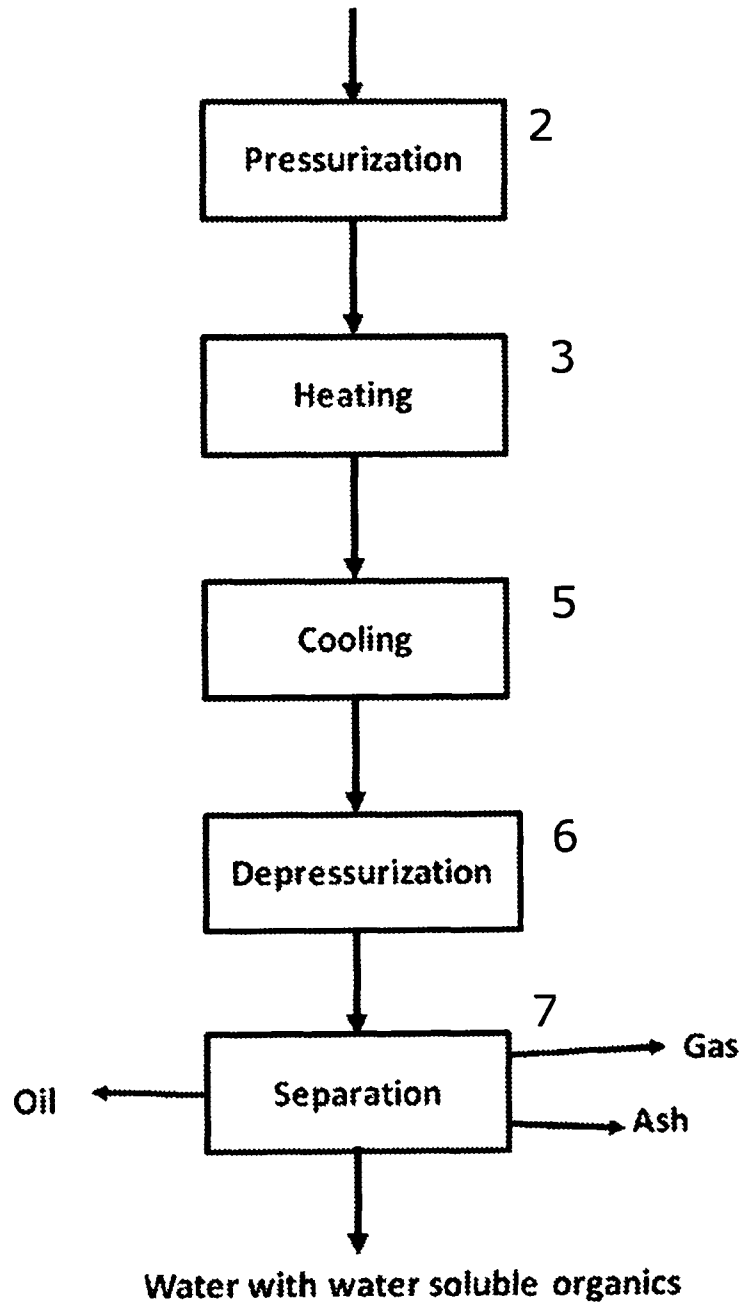 2
Pressurization
3
Heating
5
Cooling
6
Depressurization
7
Gas
Separation
Oil
Ash
Water with water soluble organics